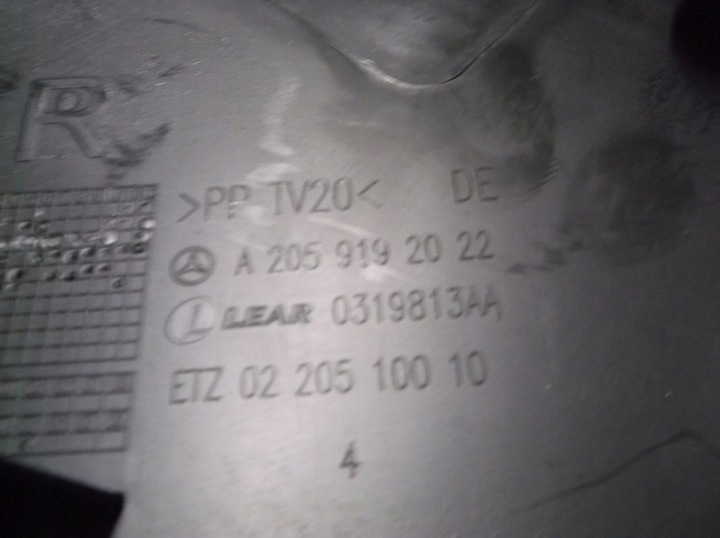 R
>PP TV20< DE
A 205 919 20 22
L LEAR 0319813AA
ETZ 02 205 100 10
4